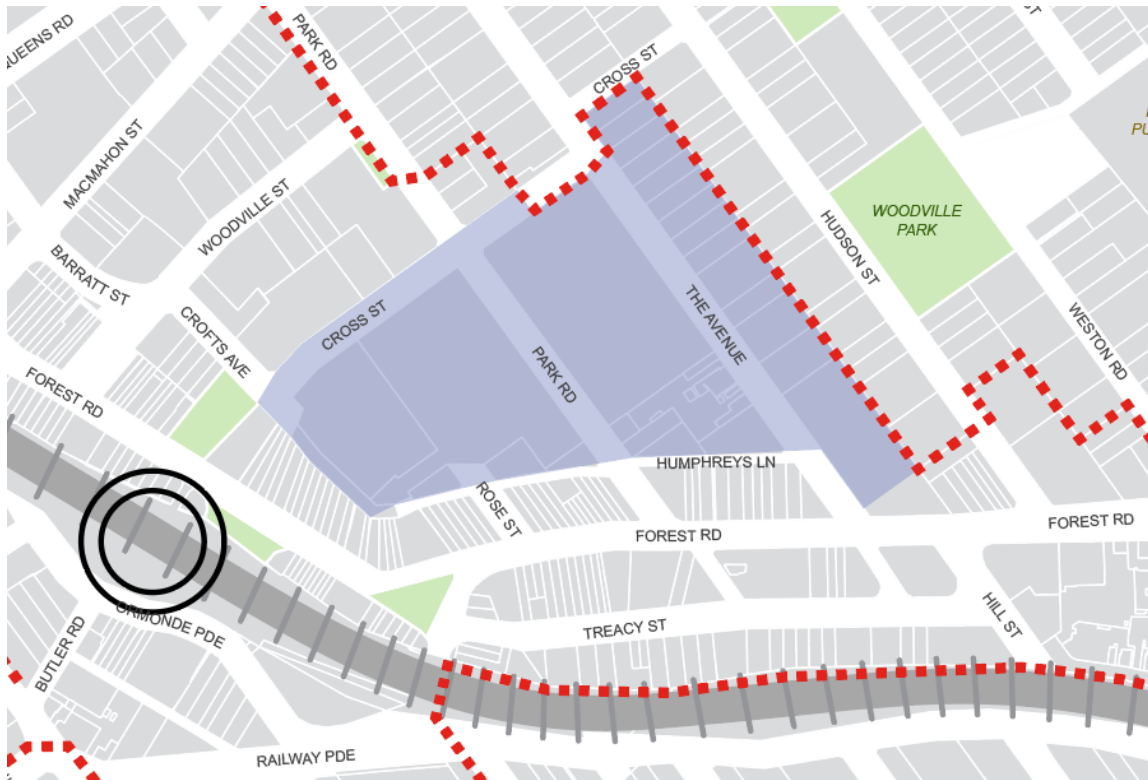 QUEENS RD
PARK RD
CROSS ST
MACMAHON ST
WOODVILLE ST
WOODVILLE
PARK
HUDSON ST
BARRATT ST
CROFTS AVE
CROSS ST
THE AVENUE
WESTON RD
FOREST RD
PARK RD
HUMPHREYS LN
ROSE ST
FOREST RD
FOREST RD
ORMONDE PDE
TREACY ST
HILL ST
BUTLER RD
RAILWAY PDE